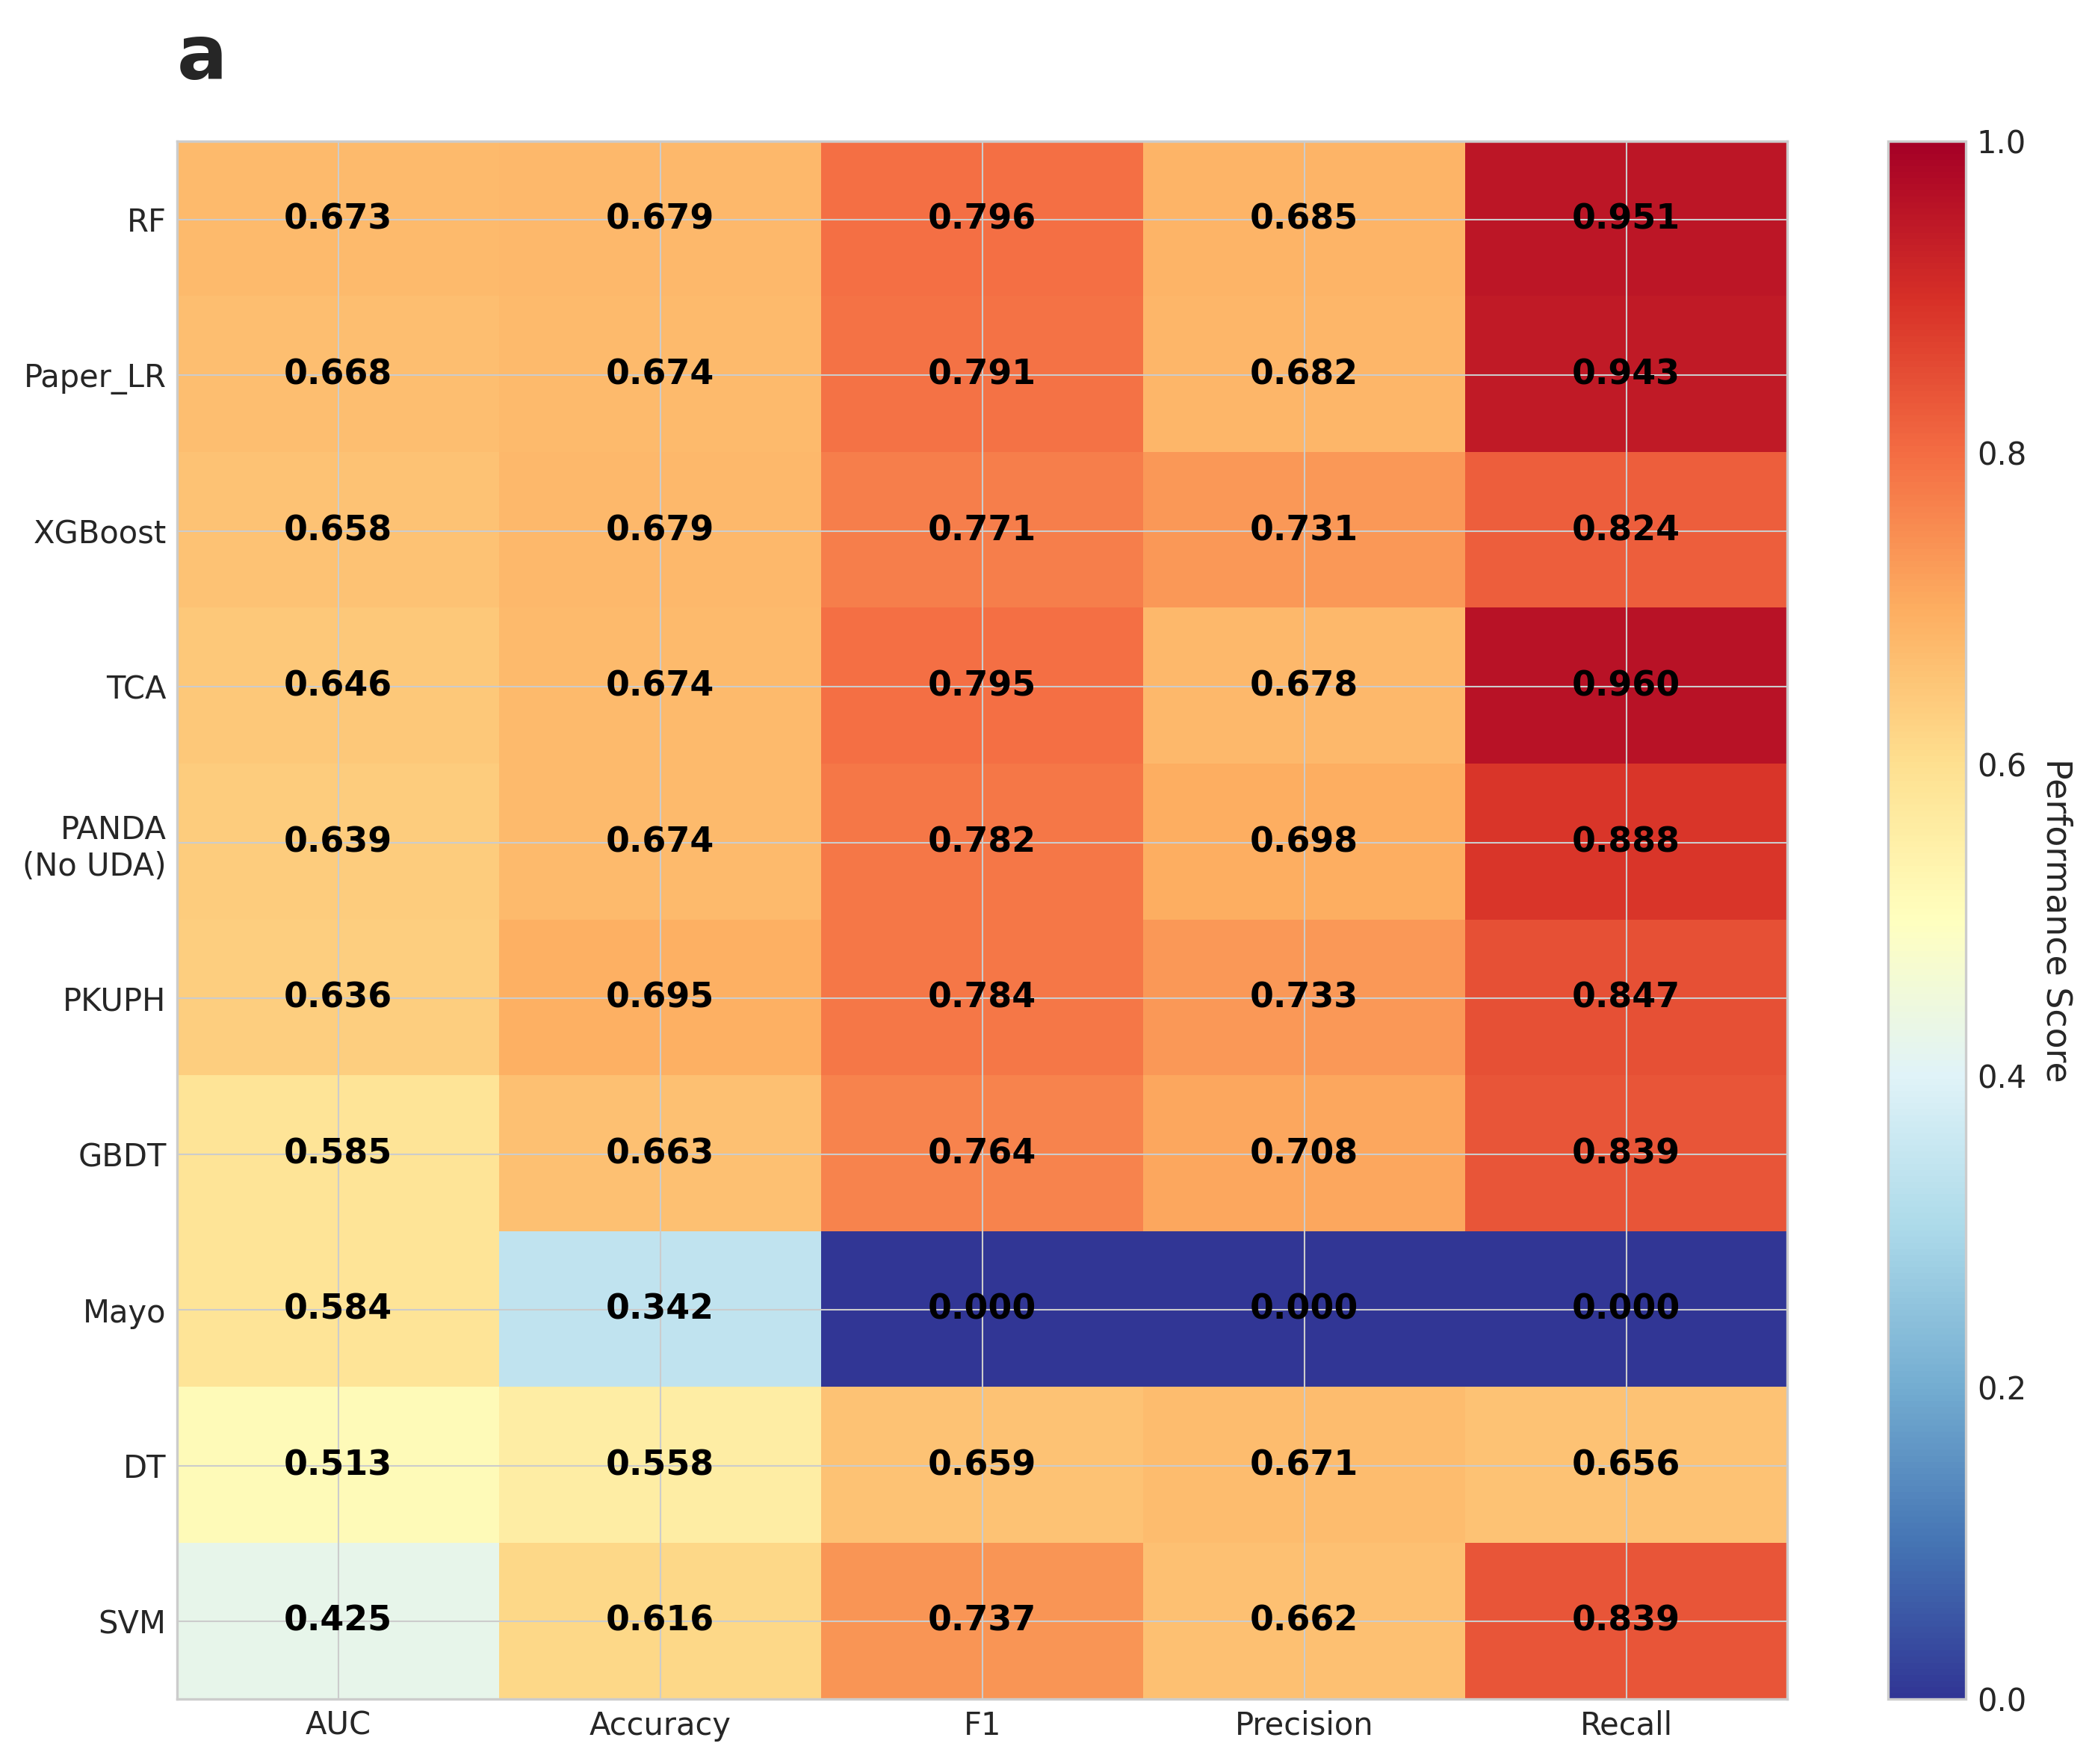 a
RF 0.673 0.679 0.796 0.685 0.951
Paper_LR 0.668 0.674 0.791 0.682 0.943
XGBoost 0.658 0.679 0.771 0.731 0.824
TCA 0.646 0.674 0.795 0.678 0.960
PANDA
(No UDA) 0.639 0.674 0.782 0.698 0.888
PKUPH 0.636 0.695 0.784 0.733 0.847
GBDT 0.585 0.663 0.764 0.708 0.839
Mayo 0.584 0.342 0.000 0.000 0.000
DT 0.513 0.558 0.659 0.671 0.656
SVM 0.425 0.616 0.737 0.662 0.839
AUC Accuracy F1 Precision Recall
1.0
0.8
0.6
0.4
0.2
0.0
Performance Score